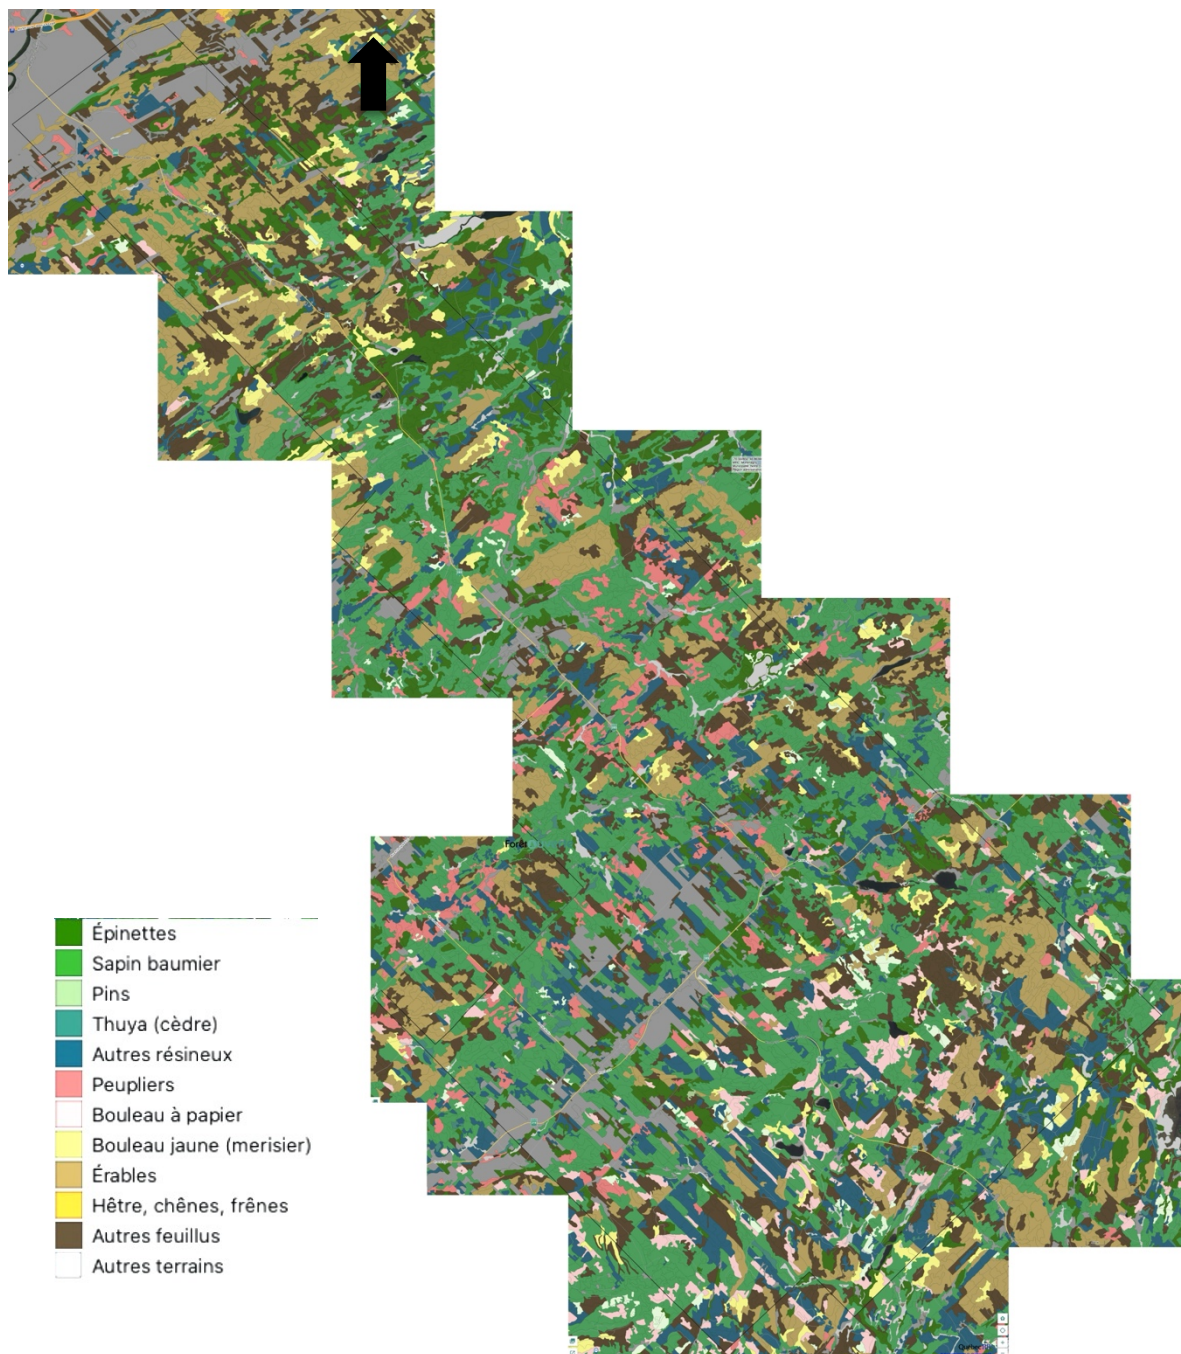 Forêt
Épinettes
Sapin baumier
Pins
Thuya (cèdre)
Autres résineux
Peupliers
Bouleau à papier
Bouleau jaune (merisier)
Érables
Hêtre, chênes, frênes
Autres feuillus
Autres terrains